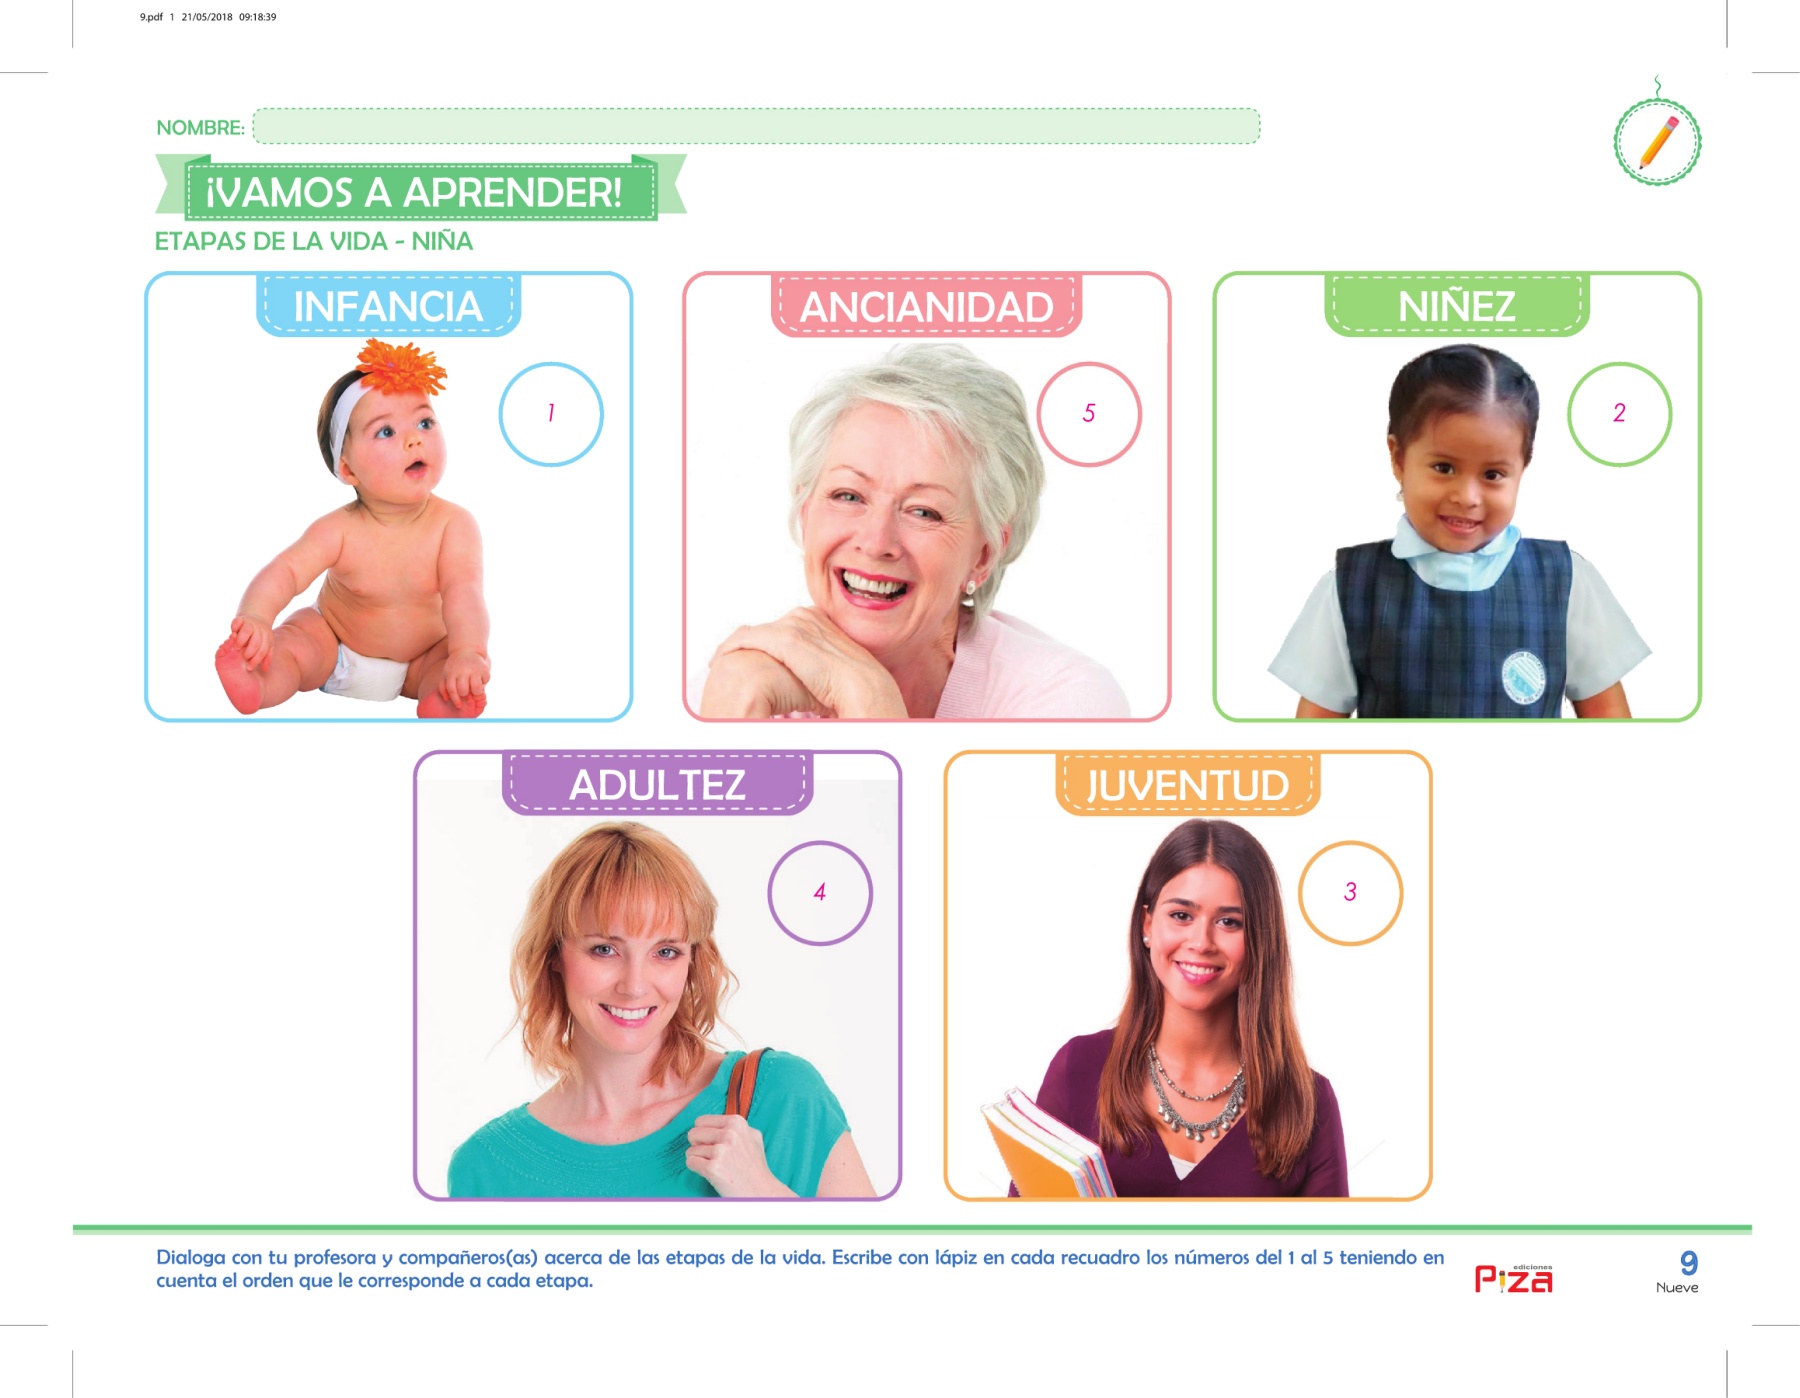 9.pdf 1 21/05/2018 09:18:39
NOMBRE:
¡VAMOS A APRENDER!
ETAPAS DE LA VIDA - NIÑA
INFANCIA
1
ANCIANIDAD
5
NIÑEZ
2
ADULTEZ
4
JUVENTUD
3
Dialoga con tu profesora y compañeros(as) acerca de las etapas de la vida. Escribe con lápiz en cada recuadro los números del 1 al 5 teniendo en
cuenta el orden que le corresponde a cada etapa.
ediciones
Piza
9
Nueve